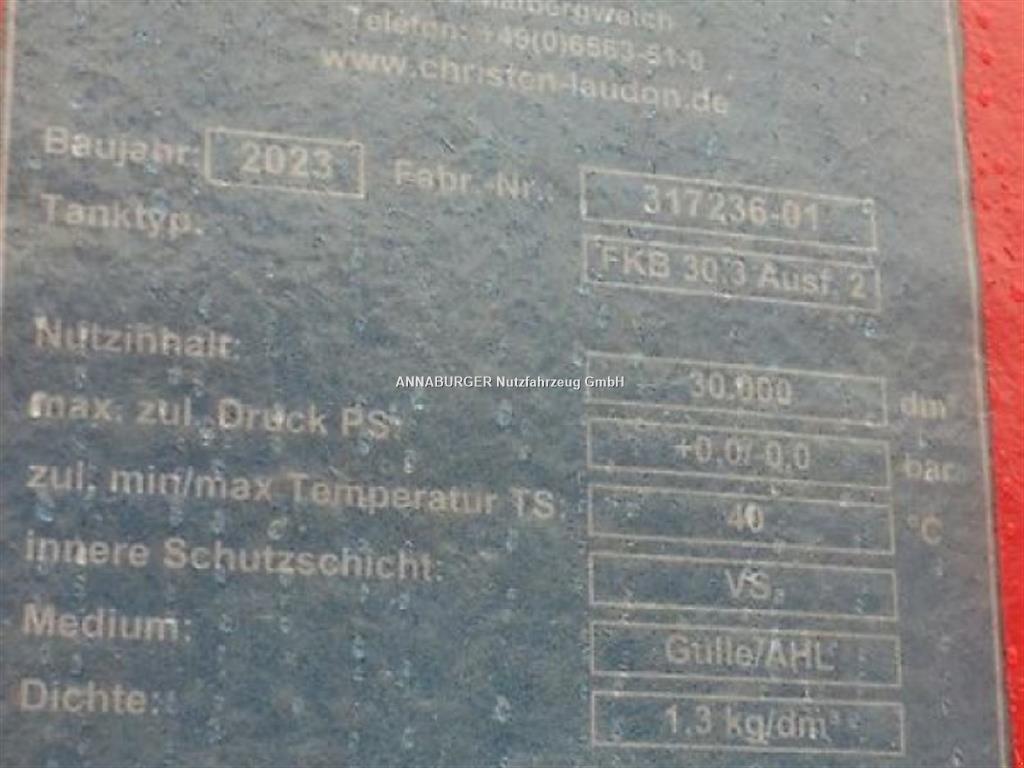 Telefon: +49(0)6563-51-0
www.christen-laudon.de
Baujahr: 2023 Fabr.-Nr.: 317236-01
Tanktyp: FKB 30.3 Ausf. 2
Nutzinhalt: 30.000 dm³
max. zul. Druck PS: +0.0/ 0.0 bar
zul. min/max Temperatur TS: 40 °C
innere Schutzschicht: VS.
Medium: Gülle/AHL
Dichte: 1.3 kg/dm³
ANNABURGER Nutzfahrzeug GmbH